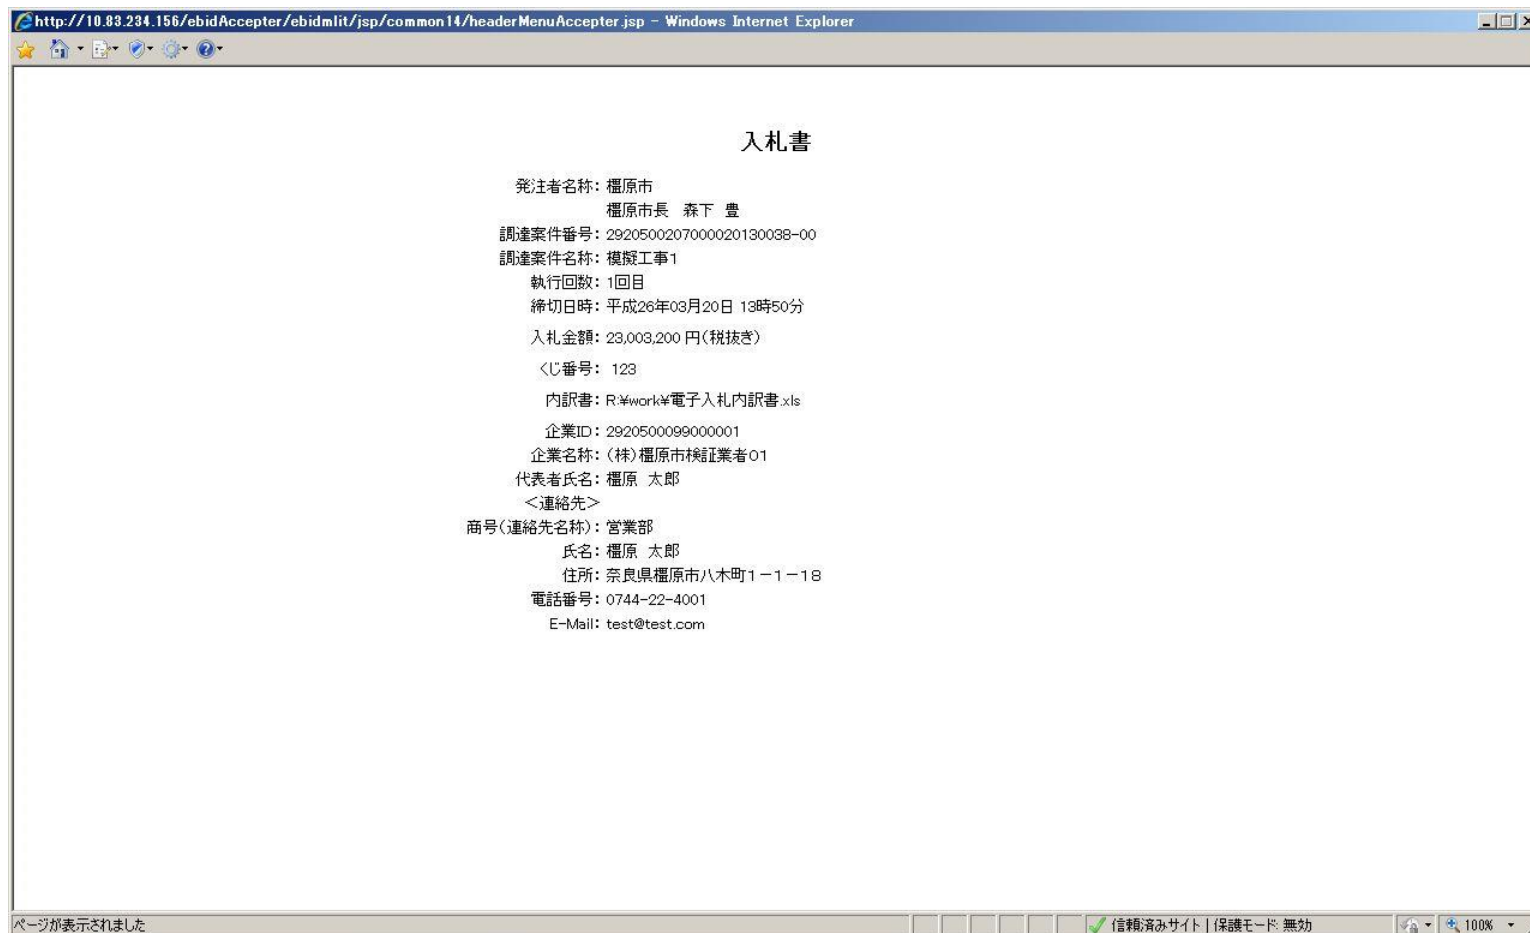 http://10.83.234.156/ebidAccepter/ebidmlit/jsp/common14/headerMenuAccepter.jsp - Windows Internet Explorer
入札書
発注者名称: 橿原市
橿原市長 森下 豊
調達案件番号: 2920500207000020130038-00
調達案件名称: 模擬工事1
執行回数: 1回目
締切日時: 平成26年03月20日 13時50分
入札金額: 23,003,200 円(税抜き)
くじ番号: 123
内訳書: R:¥work¥電子入札内訳書.xls
企業ID: 2920500099000001
企業名称: (株)橿原市検証業者01
代表者氏名: 橿原 太郎
<連絡先>
商号(連絡先名称): 営業部
氏名: 橿原 太郎
住所: 奈良県橿原市八木町1-1-18
電話番号: 0744-22-4001
E-Mail: test@test.com
ページが表示されました 信頼済みサイト | 保護モード: 無効 100%